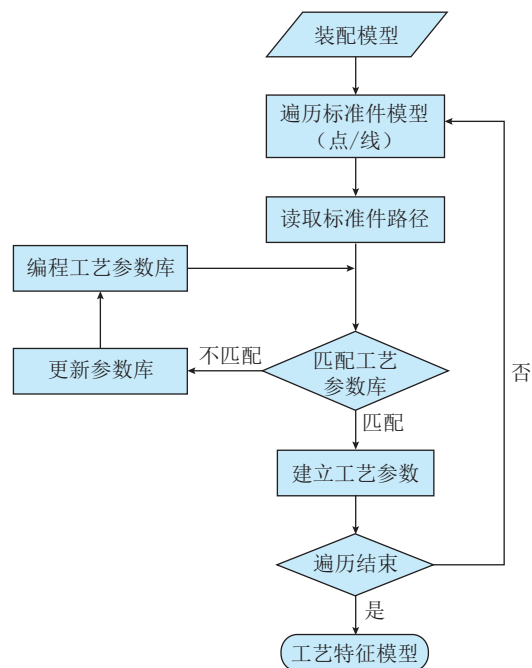 装配模型
遍历标准件模型
（点/线）
读取标准件路径
编程工艺参数库
不匹配
匹配工艺
参数库
更新参数库
否
匹配
建立工艺参数
遍历结束
是
工艺特征模型